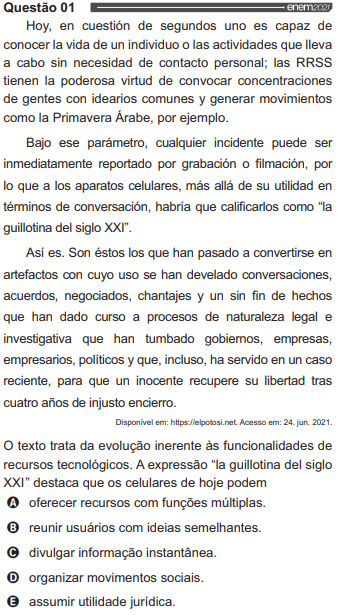 Questão 01 enem2021
Hoy, en cuestión de segundos uno es capaz de
conocer la vida de un individuo o las actividades que lleva
a cabo sin necesidad de contacto personal; las RRSS
tienen la poderosa virtud de convocar concentraciones
de gentes con idearios comunes y generar movimientos
como la Primavera Árabe, por ejemplo.
Bajo ese parámetro, cualquier incidente puede ser
inmediatamente reportado por grabación o filmación, por
lo que a los aparatos celulares, más allá de su utilidad en
términos de conversación, habría que calificarlos como “la
guillotina del siglo XXI”.
Así es. Son éstos los que han pasado a convertirse en
artefactos con cuyo uso se han develado conversaciones,
acuerdos, negociados, chantajes y un sin fin de hechos
que han dado curso a procesos de naturaleza legal e
investigativa que han tumbado gobiernos, empresas,
empresarios, políticos y que, incluso, ha servido en un caso
reciente, para que un inocente recupere su libertad tras
cuatro años de injusto encierro.
Disponível em: https://elpotosi.net. Acesso em: 24. jun. 2021.
O texto trata da evolução inerente às funcionalidades de
recursos tecnológicos. A expressão “la guillotina del siglo
XXI” destaca que os celulares de hoje podem
A oferecer recursos com funções múltiplas.
B reunir usuários com ideias semelhantes.
C divulgar informação instantânea.
D organizar movimentos sociais.
E assumir utilidade jurídica.